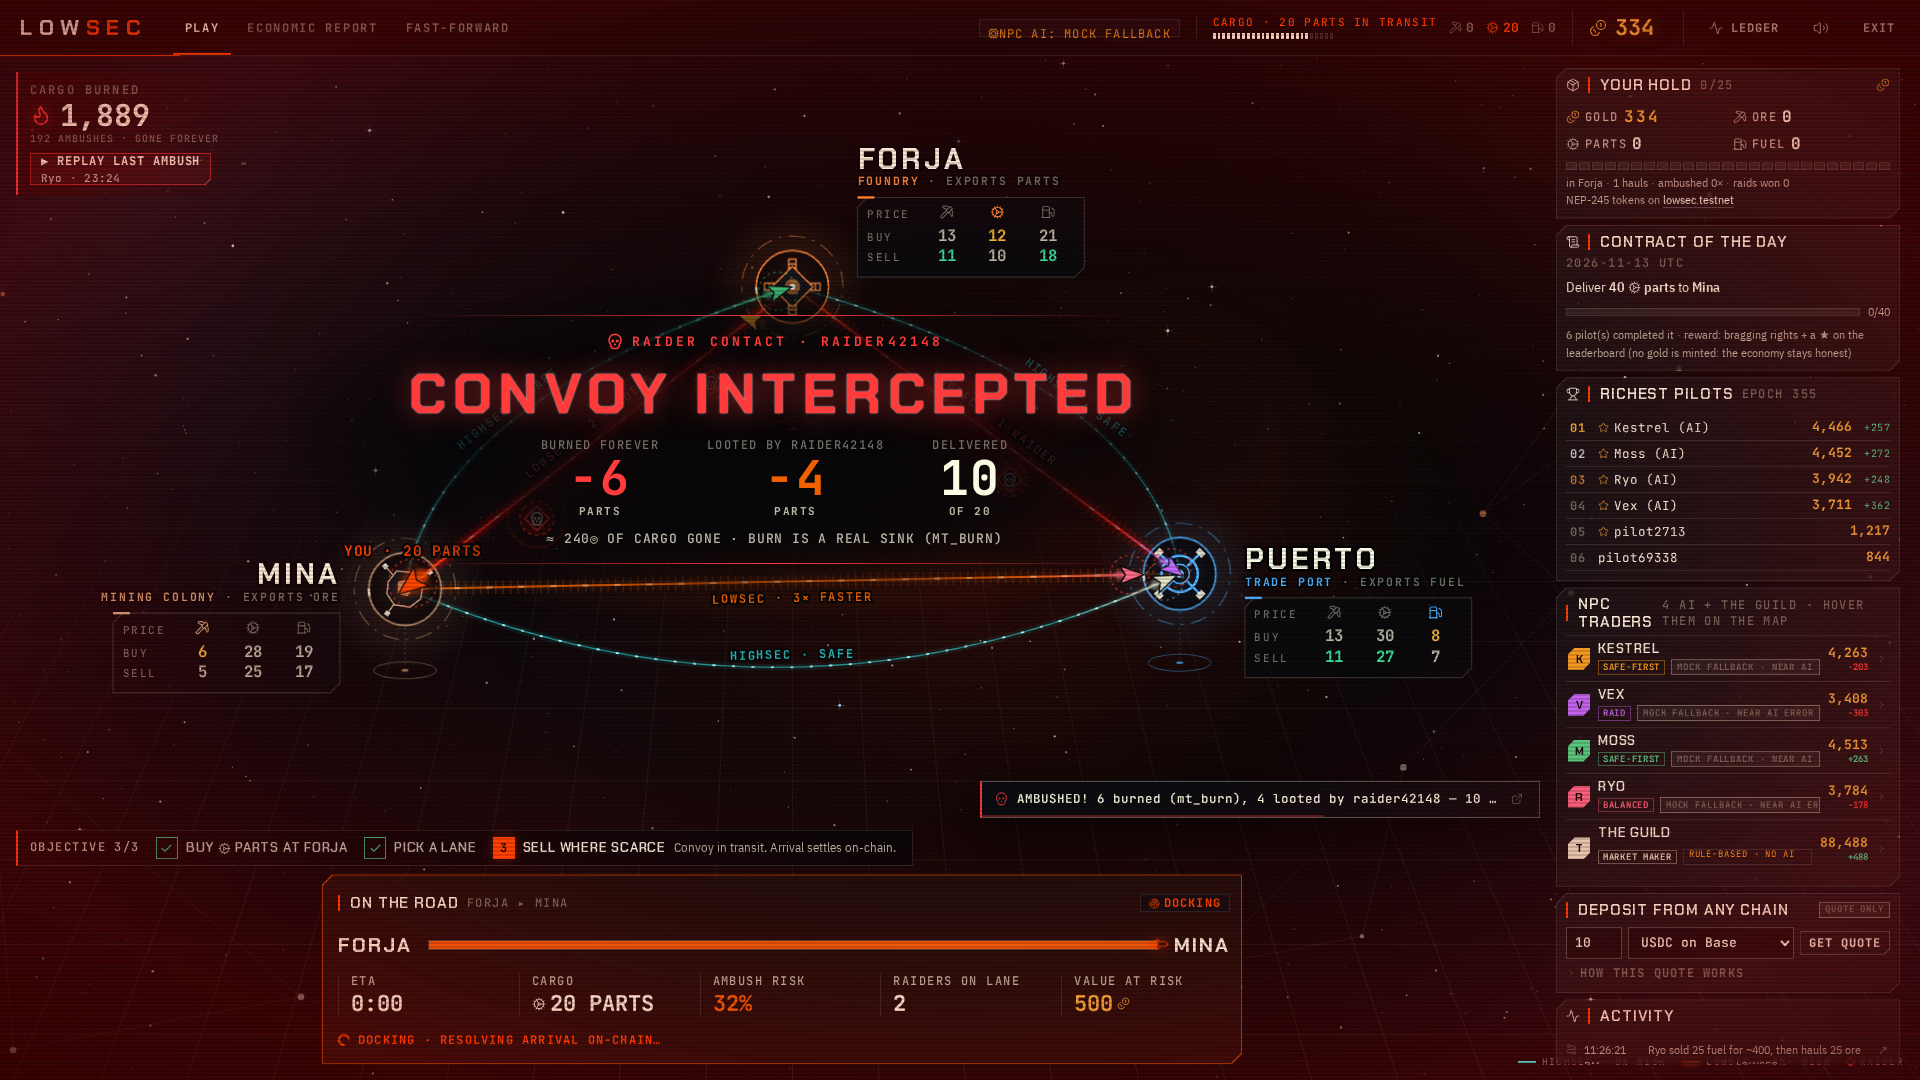 LOWSEC
PLAY
ECONOMIC REPORT
FAST-FORWARD
NPC AI: MOCK FALLBACK
CARGO · 20 PARTS IN TRANSIT
0
20
0
334
LEDGER
EXIT
CARGO BURNED
1,889
192 AMBUSHES · GONE FOREVER
▶ REPLAY LAST AMBUSH
Ryo · 23:24
FORJA
FOUNDRY · EXPORTS PARTS
PRICE
BUY 13 12 21
SELL 11 10 18
RAIDER CONTACT · RAIDER42148
CONVOY INTERCEPTED
BURNED FOREVER
-6
PARTS
LOOTED BY RAIDER42148
-4
PARTS
DELIVERED
10
OF 20
≈ 240◎ OF CARGO GONE · BURN IS A REAL SINK (MT_BURN)
YOU · 20 PARTS
MINA
MINING COLONY · EXPORTS ORE
PRICE
BUY 6 28 19
SELL 5 25 17
LOWSEC · 3× FASTER
HIGHSEC · SAFE
PUERTO
TRADE PORT · EXPORTS FUEL
PRICE
BUY 13 30 8
SELL 11 27 7
AMBUSHED! 6 burned (mt_burn), 4 looted by raider42148 — 10 …
OBJECTIVE 3/3
BUY PARTS AT FORJA
PICK A LANE
3 SELL WHERE SCARCE Convoy in transit. Arrival settles on-chain.
ON THE ROAD FORJA ▸ MINA
DOCKING
FORJA
MINA
ETA
0:00
CARGO
20 PARTS
AMBUSH RISK
32%
RAIDERS ON LANE
2
VALUE AT RISK
500
DOCKING · RESOLVING ARRIVAL ON-CHAIN…
YOUR HOLD 0/25
GOLD 334
ORE 0
PARTS 0
FUEL 0
in Forja · 1 hauls · ambushed 0× · raids won 0
NEP-245 tokens on lowsec.testnet
CONTRACT OF THE DAY
2026-11-13 UTC
Deliver 40 parts to Mina
0/40
6 pilot(s) completed it · reward: bragging rights + a ★ on the
leaderboard (no gold is minted: the economy stays honest)
RICHEST PILOTS EPOCH 355
01 Kestrel (AI) 4,466 +257
02 Moss (AI) 4,452 +272
03 Ryo (AI) 3,942 +248
04 Vex (AI) 3,711 +362
05 pilot2713 1,217
06 pilot69338 844
NPC TRADERS
4 AI + THE GUILD · HOVER THEM ON THE MAP
K KESTREL 4,263
SAFE-FIRST MOCK FALLBACK · NEAR AI -203
V VEX 3,408
RAID MOCK FALLBACK · NEAR AI ERROR -303
M MOSS 4,513
SAFE-FIRST MOCK FALLBACK · NEAR AI +263
R RYO 3,784
BALANCED MOCK FALLBACK · NEAR AI ER -178
T THE GUILD 88,488
MARKET MAKER RULE-BASED · NO AI +488
DEPOSIT FROM ANY CHAIN QUOTE ONLY
10
USDC on Base
GET QUOTE
HOW THIS QUOTE WORKS
ACTIVITY
11:26:21 Ryo sold 25 fuel for ~400, then hauls 25 ore